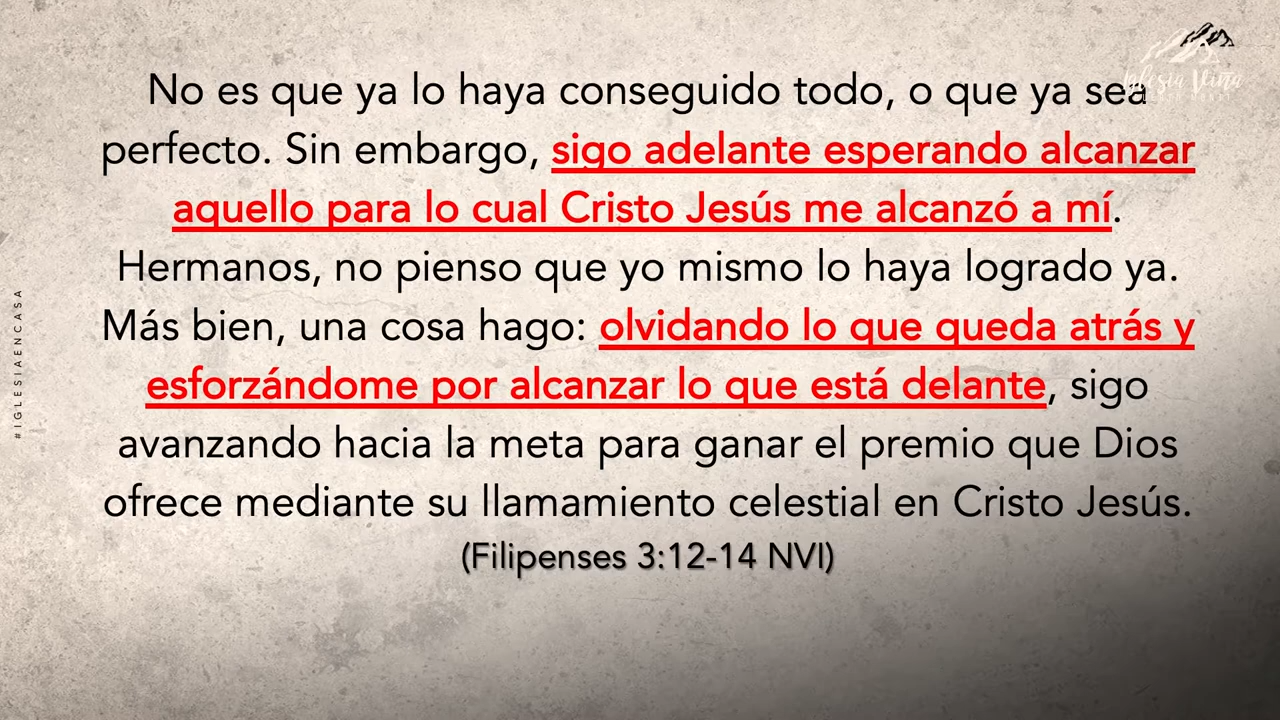 No es que ya lo haya conseguido todo, o que ya sea
perfecto. Sin embargo, sigo adelante esperando alcanzar
aquello para lo cual Cristo Jesús me alcanzó a mí.
Hermanos, no pienso que yo mismo lo haya logrado ya.
Más bien, una cosa hago: olvidando lo que queda atrás y
esforzándome por alcanzar lo que está delante, sigo
avanzando hacia la meta para ganar el premio que Dios
ofrece mediante su llamamiento celestial en Cristo Jesús.
(Filipenses 3:12-14 NVI)
#IGLESIAENCASA
Iglesia Viña